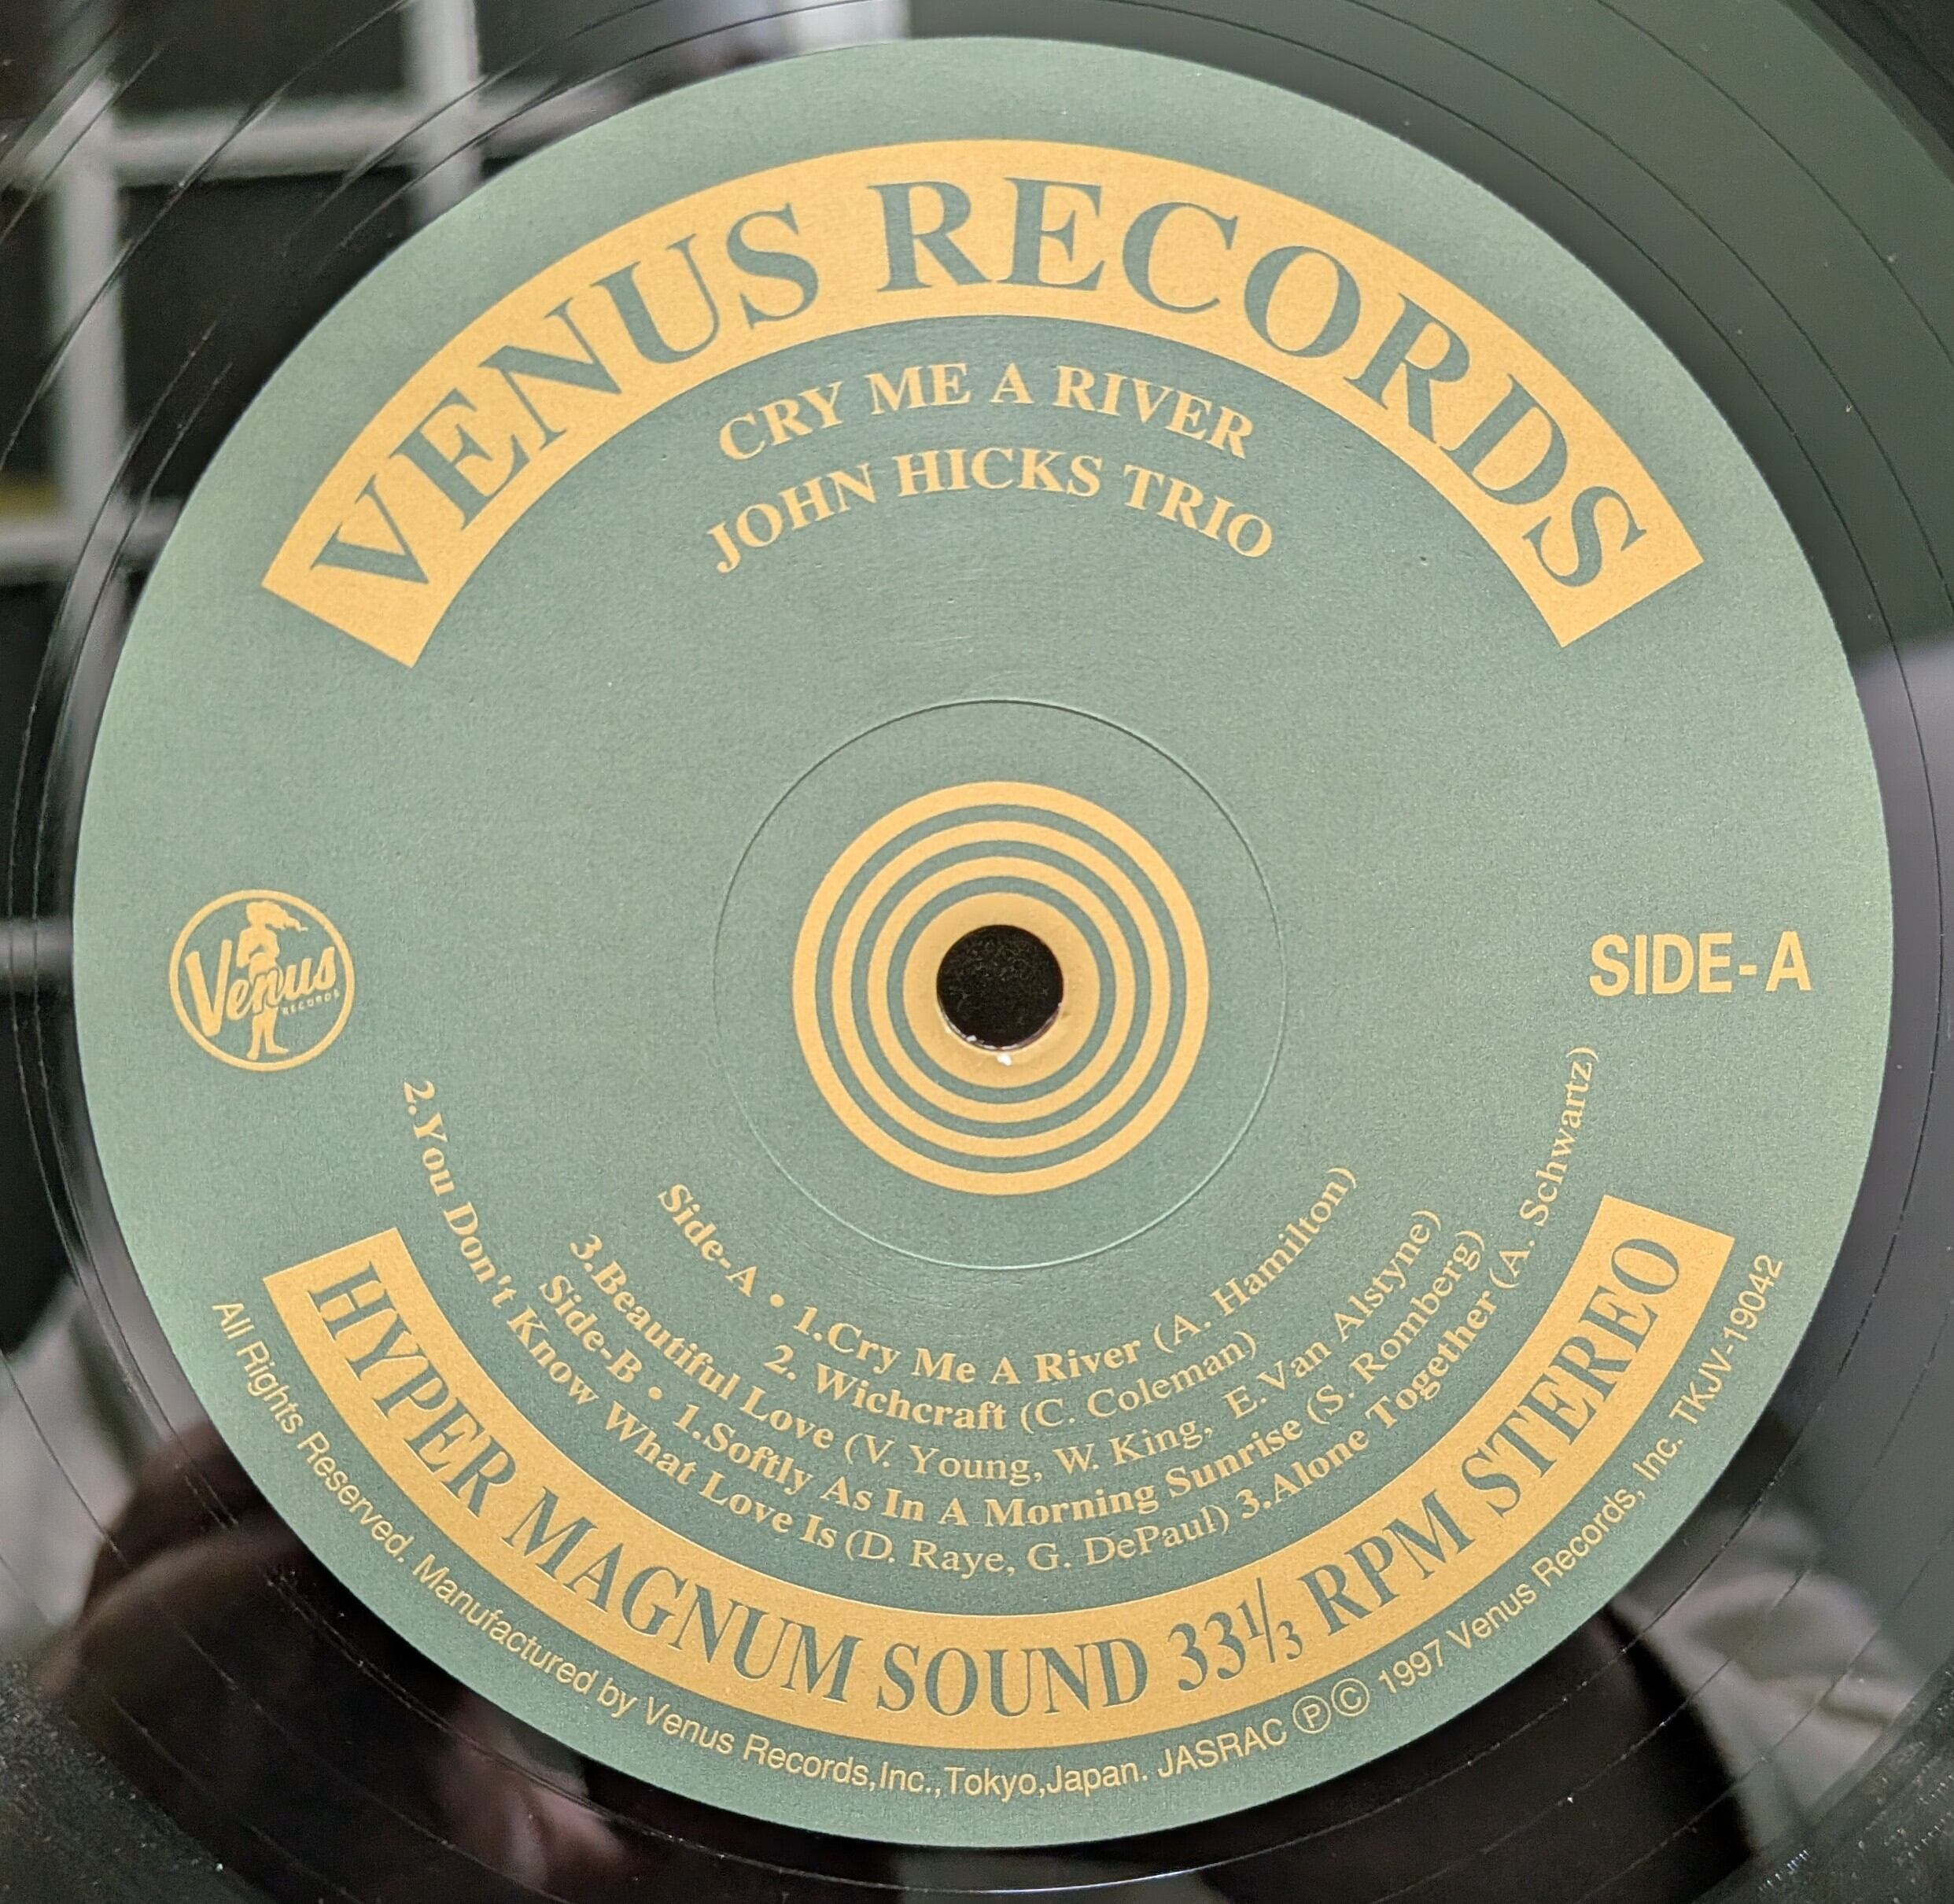 VENUS RECORDS
CRY ME A RIVER
JOHN HICKS TRIO
Venus
RECORDS
SIDE-A
Side-A • 1.Cry Me A River (A. Hamilton)
2. Wichcraft (C. Coleman)
3.Beautiful Love (V. Young, W. King, E.Van Alstyne)
Side-B • 1.Softly As In A Morning Sunrise (S. Romberg)
2.You Don't Know What Love Is (D. Raye, G. DePaul) 3.Alone Together (A. Schwartz)
HYPER MAGNUM SOUND 33⅓ RPM STEREO
All Rights Reserved. Manufactured by Venus Records,Inc.,Tokyo,Japan. JASRAC ℗© 1997 Venus Records, Inc. TKJV-19042